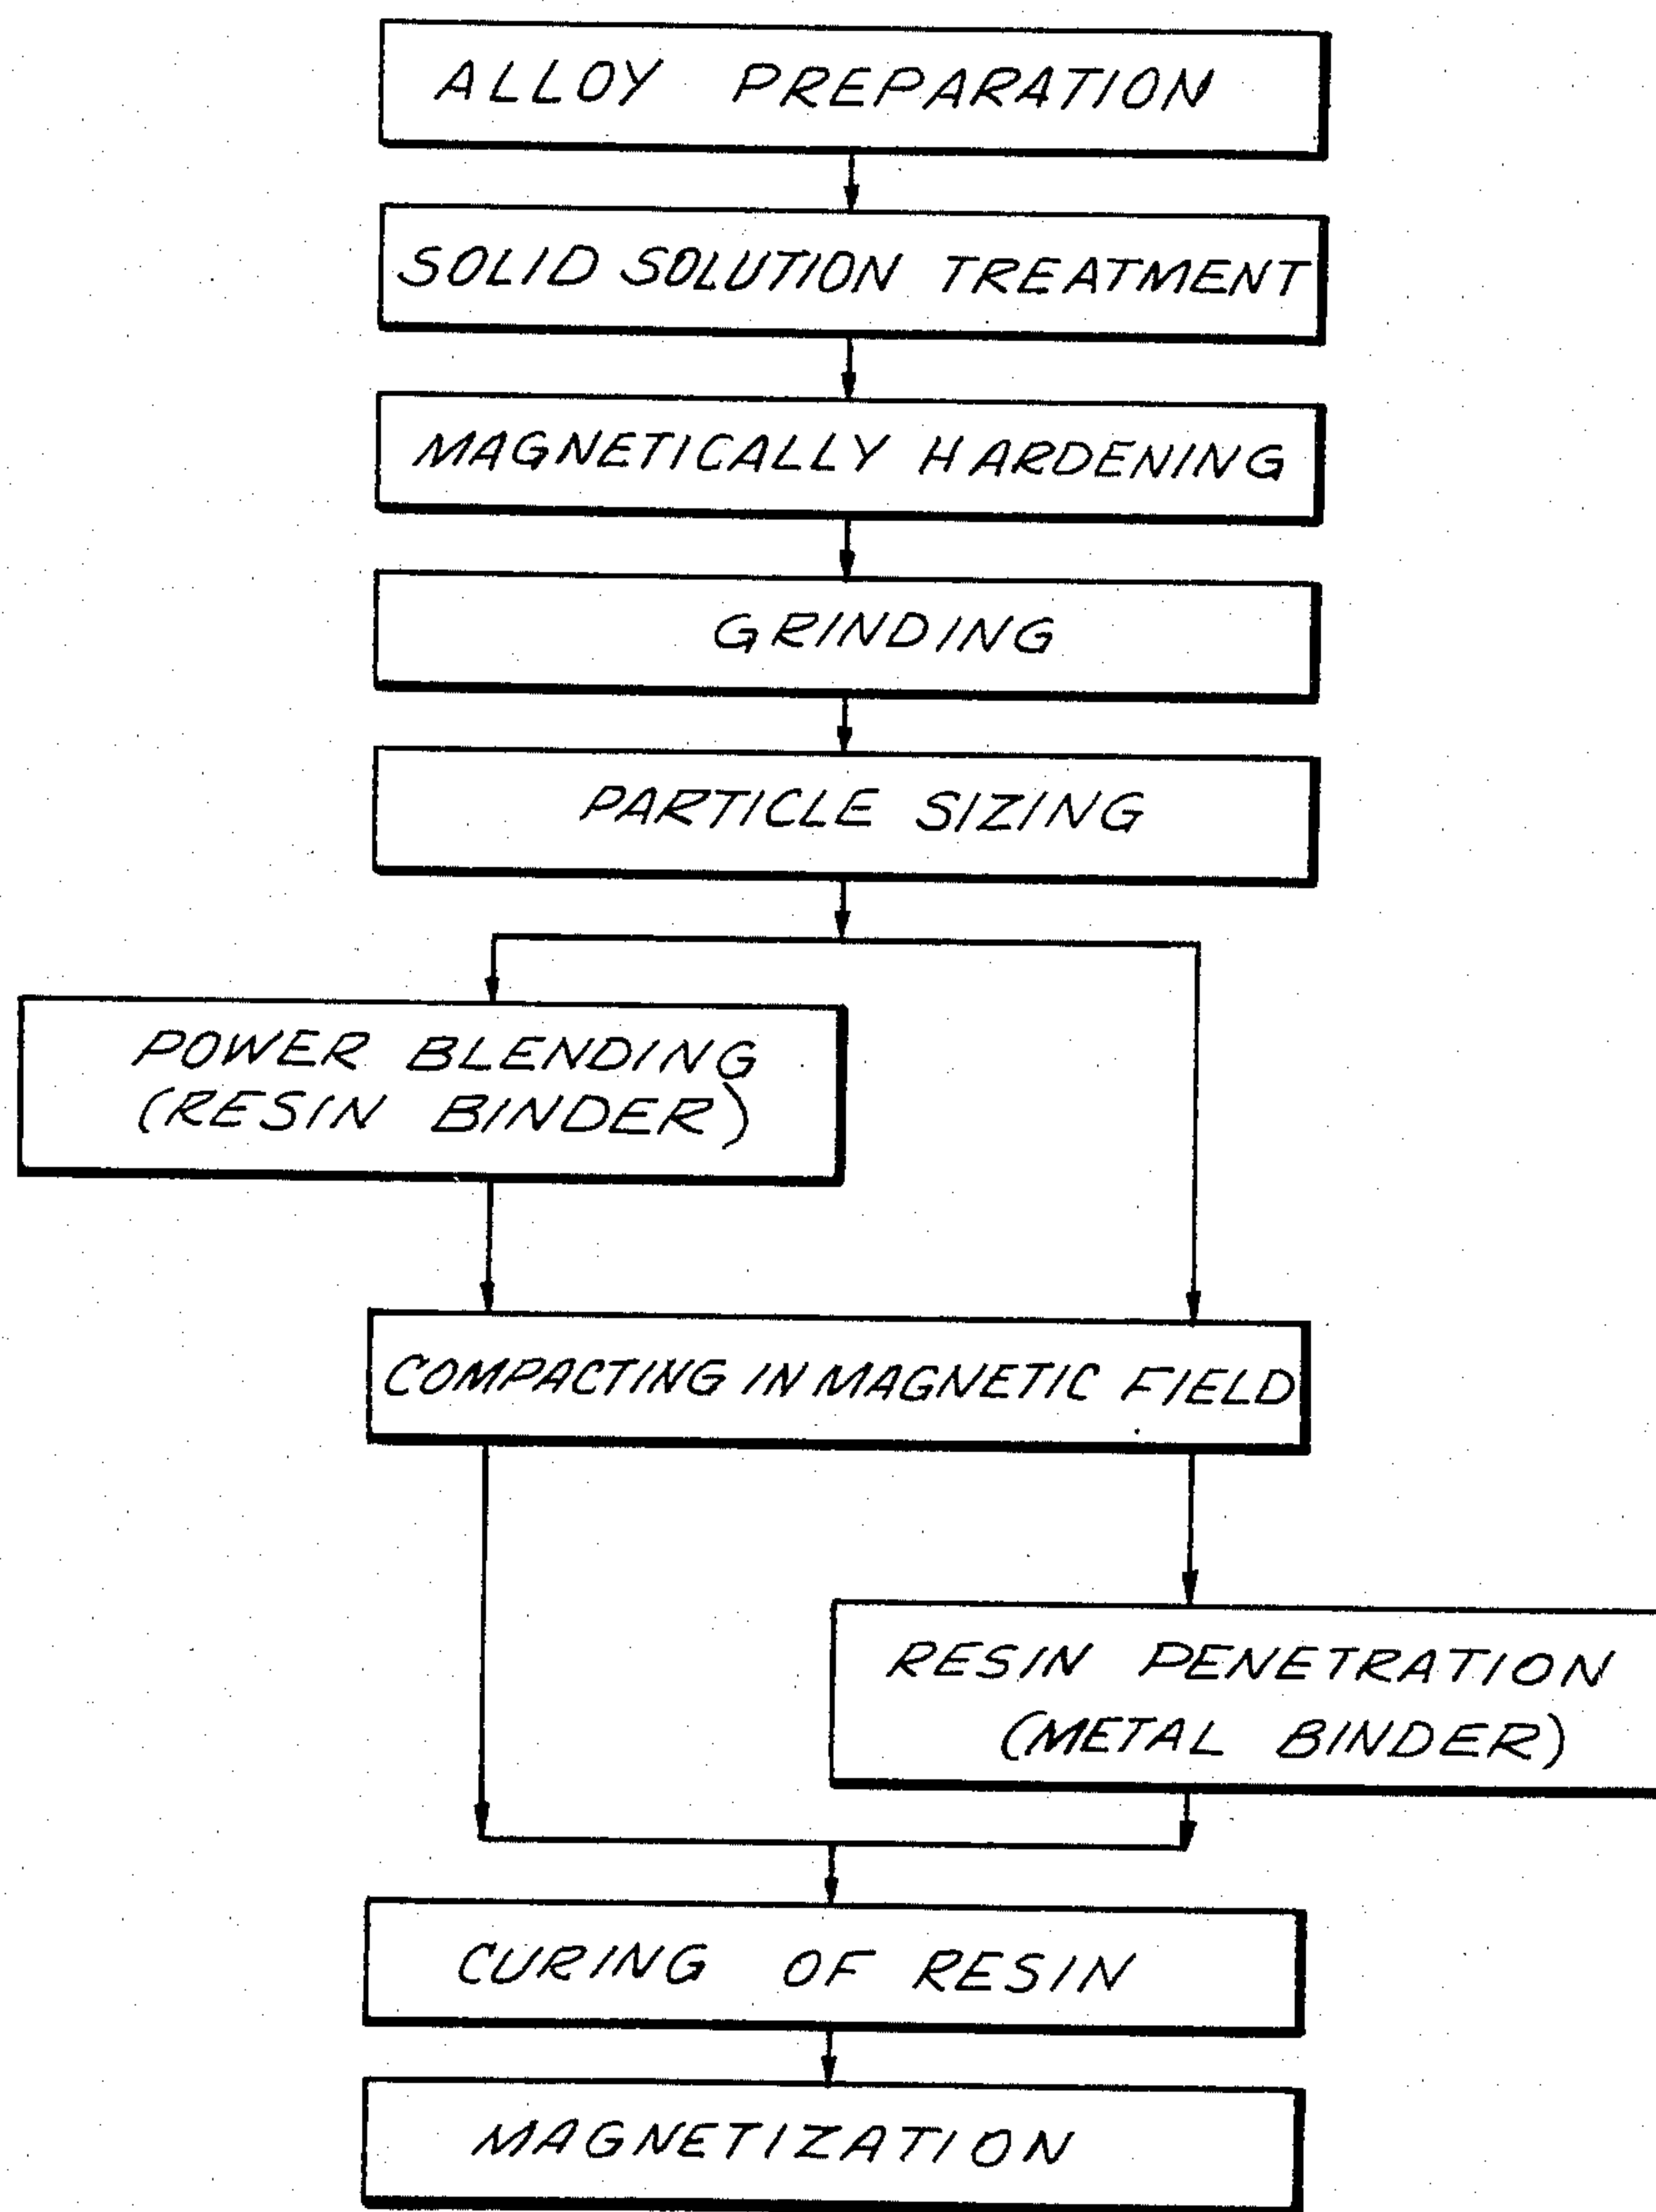 ALLOY PREPARATION
SOLID SOLUTION TREATMENT
MAGNETICALLY HARDENING
GRINDING
PARTICLE SIZING
POWER BLENDING
(RESIN BINDER)
COMPACTING IN MAGNETIC FIELD
RESIN PENETRATION
(METAL BINDER)
CURING OF RESIN
MAGNETIZATION